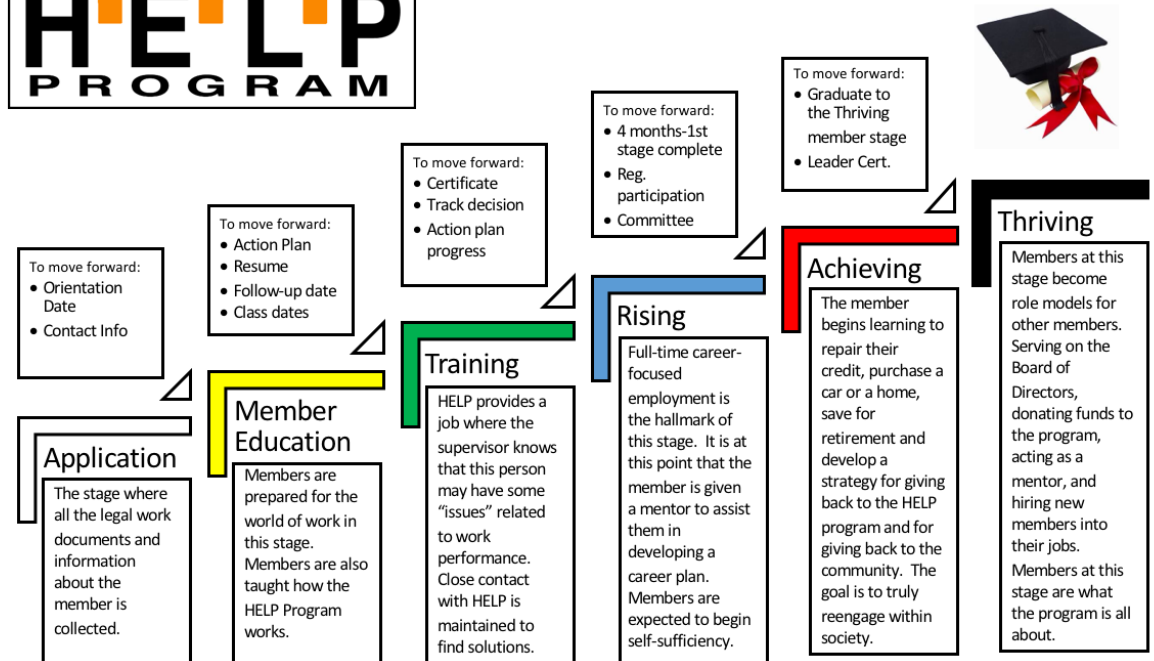 HELP
PROGRAM
To move forward:
• Orientation
Date
• Contact Info
Application
The stage where
all the legal work
documents and
information
about the
member is
collected.
To move forward:
• Action Plan
• Resume
• Follow-up date
• Class dates
Member
Education
Members are
prepared for the
world of work in
this stage.
Members are also
taught how the
HELP Program
works.
To move forward:
• Certificate
• Track decision
• Action plan
progress
Training
HELP provides a
job where the
supervisor knows
that this person
may have some
“issues” related
to work
performance.
Close contact
with HELP is
maintained to
find solutions.
To move forward:
• 4 months-1st
stage complete
• Reg.
participation
• Committee
Rising
Full-time career-
focused
employment is
the hallmark of
this stage.  It is at
this point that the
member is given
a mentor to assist
them in
developing a
career plan.
Members are
expected to begin
self-sufficiency.
To move forward:
• Graduate to
the Thriving
member stage
• Leader Cert.
Achieving
The member
begins learning to
repair their
credit, purchase a
car or a home,
save for
retirement and
develop a
strategy for giving
back to the HELP
program and for
giving back to the
community.  The
goal is to truly
reengage within
society.
Thriving
Members at this
stage become
role models for
other members.
Serving on the
Board of
Directors,
donating funds to
the program,
acting as a
mentor, and
hiring new
members into
their jobs.
Members at this
stage are what
the program is all
about.